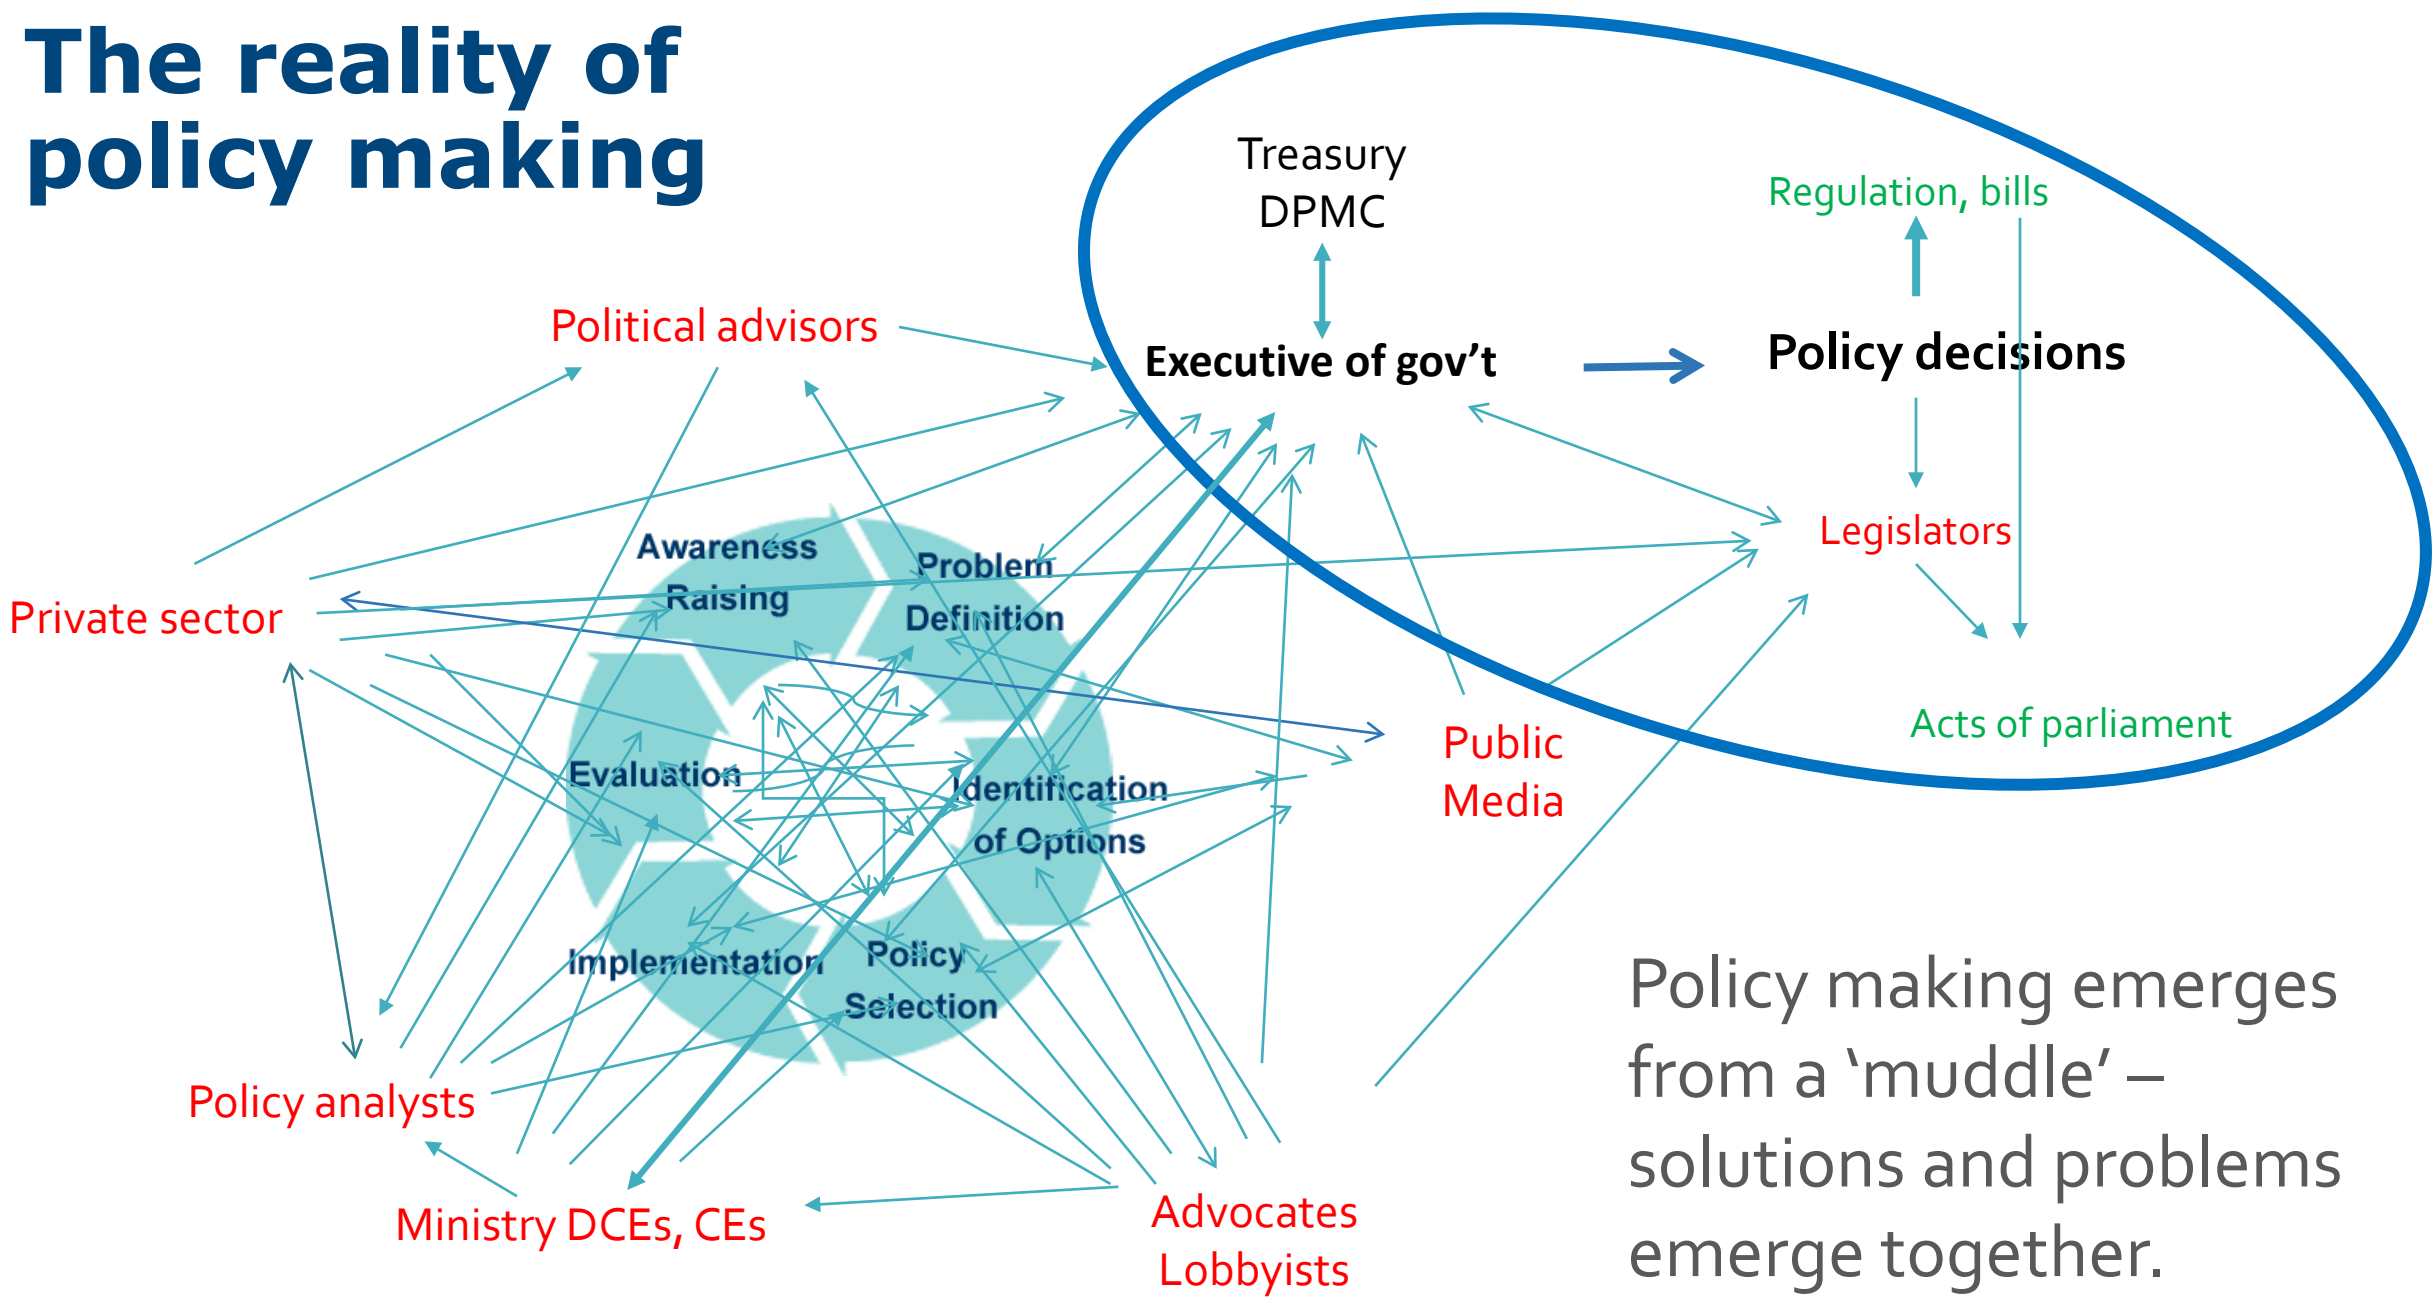 The reality of
policy making
Treasury
DPMC
Regulation, bills
Political advisors
Executive of gov't
Policy decisions
Legislators
Awareness
Raising
Problem
Definition
Private sector
Public
Media
Acts of parliament
Evaluation
Identification
of Options
Implementation
Policy
Selection
Policy analysts
Ministry DCEs, CEs
Advocates
Lobbyists
Policy making emerges
from a ‘muddle’ –
solutions and problems
emerge together.